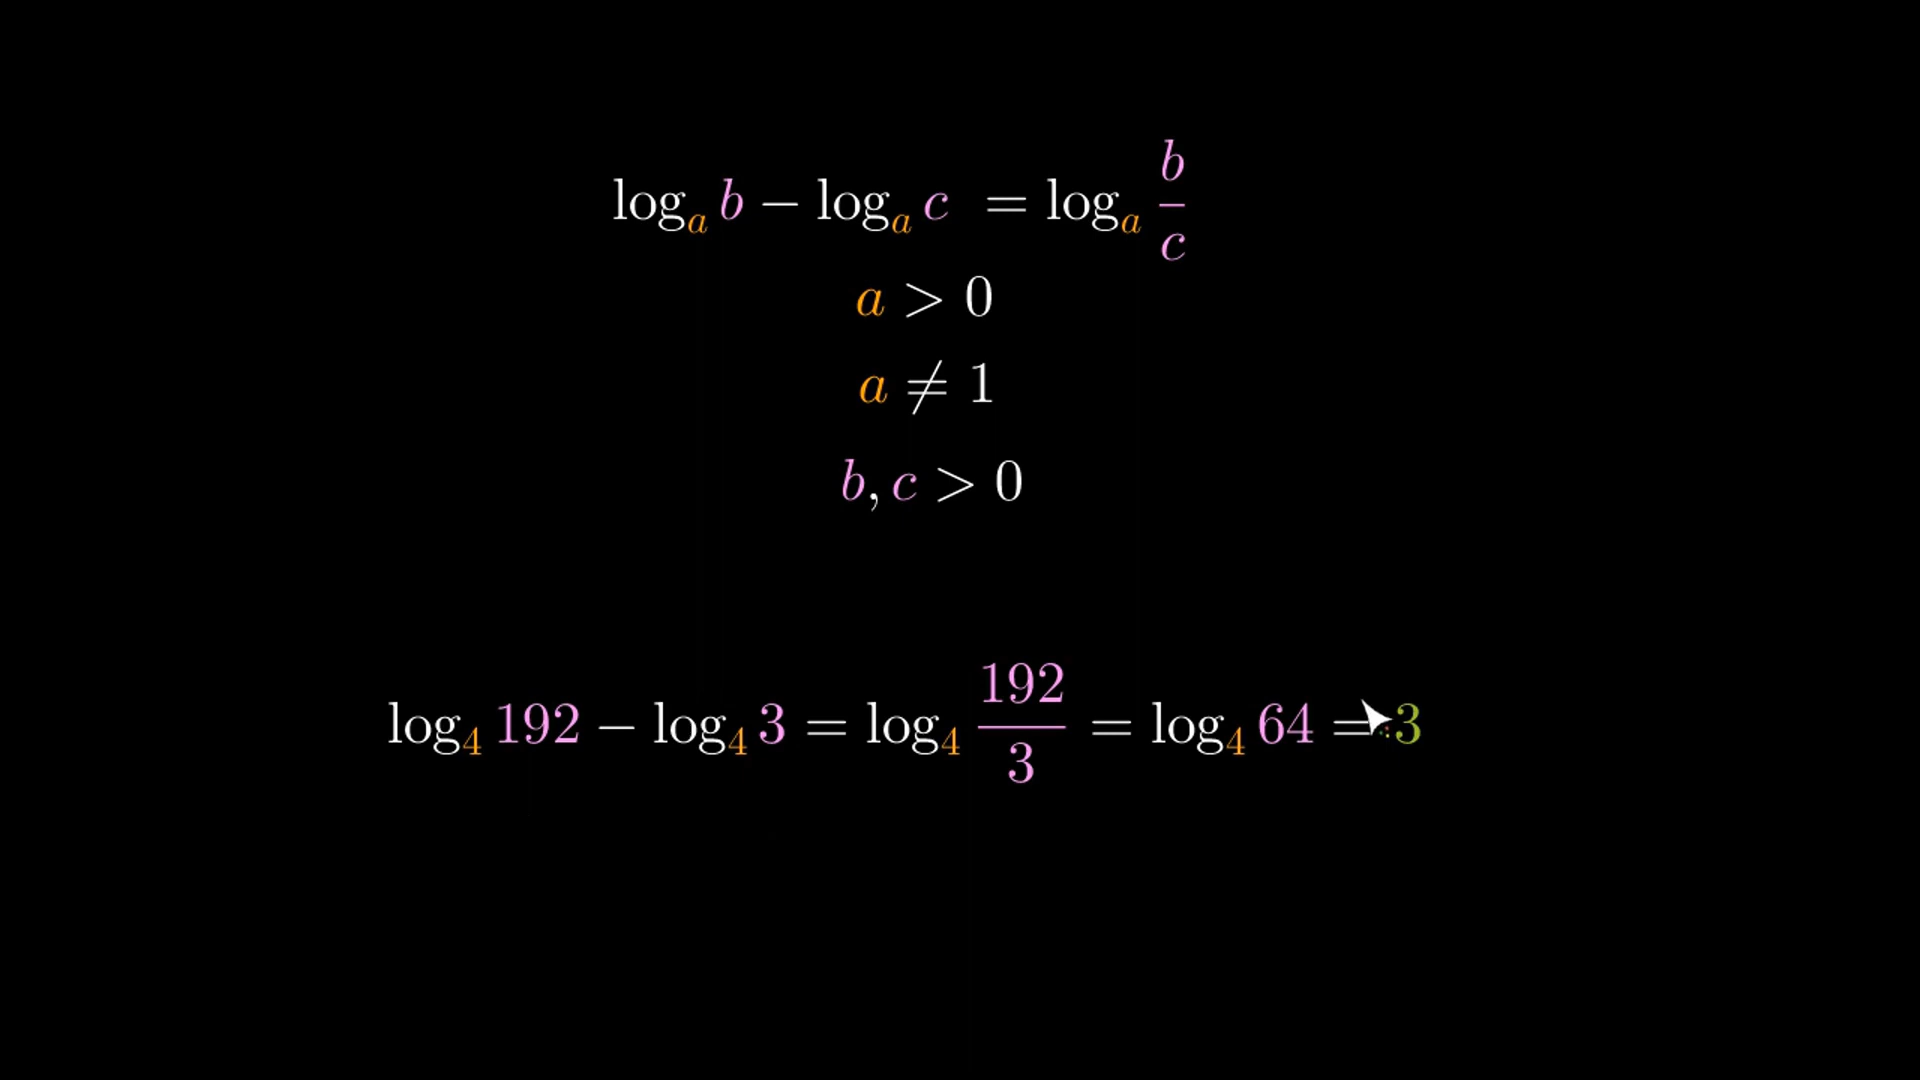 log_a b − log_a c = log_a b/c
a > 0
a ≠ 1
b, c > 0
log_4 192 − log_4 3 = log_4 192/3 = log_4 64 = 3